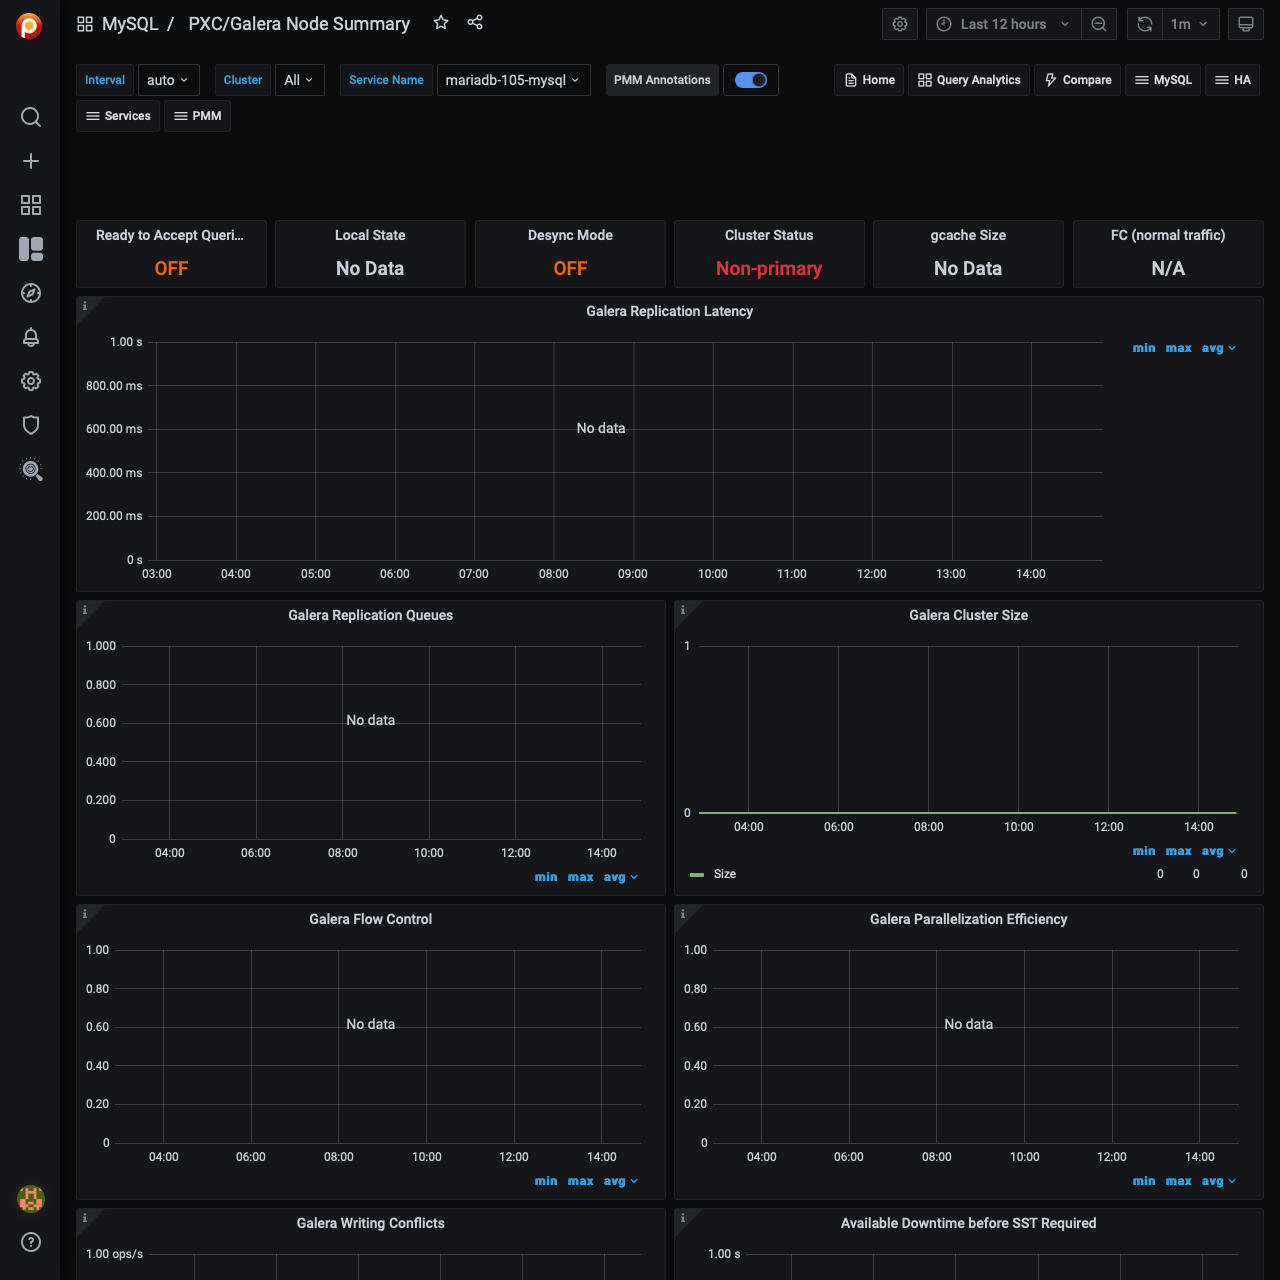 MySQL / PXC/Galera Node Summary
Last 12 hours
1m
Interval auto Cluster All Service Name mariadb-105-mysql PMM Annotations
Home Query Analytics Compare MySQL HA
Services PMM
Ready to Accept Queri... Local State Desync Mode Cluster Status gcache Size FC (normal traffic)
OFF No Data OFF Non-primary No Data N/A
Galera Replication Latency
min max avg
1.00 s
800.00 ms
600.00 ms
400.00 ms
200.00 ms
0 s
No data
03:00 04:00 05:00 06:00 07:00 08:00 09:00 10:00 11:00 12:00 13:00 14:00
Galera Replication Queues
1.000
0.800
0.600
0.400
0.200
0
No data
04:00 06:00 08:00 10:00 12:00 14:00
min max avg
Galera Cluster Size
1
0
04:00 06:00 08:00 10:00 12:00 14:00
min max avg
Size 0 0 0
Galera Flow Control
1.00
0.80
0.60
0.40
0.20
0
No data
04:00 06:00 08:00 10:00 12:00 14:00
min max avg
Galera Parallelization Efficiency
1.00
0.80
0.60
0.40
0.20
0
No data
04:00 06:00 08:00 10:00 12:00 14:00
min max avg
Galera Writing Conflicts
1.00 ops/s
Available Downtime before SST Required
1.00 s